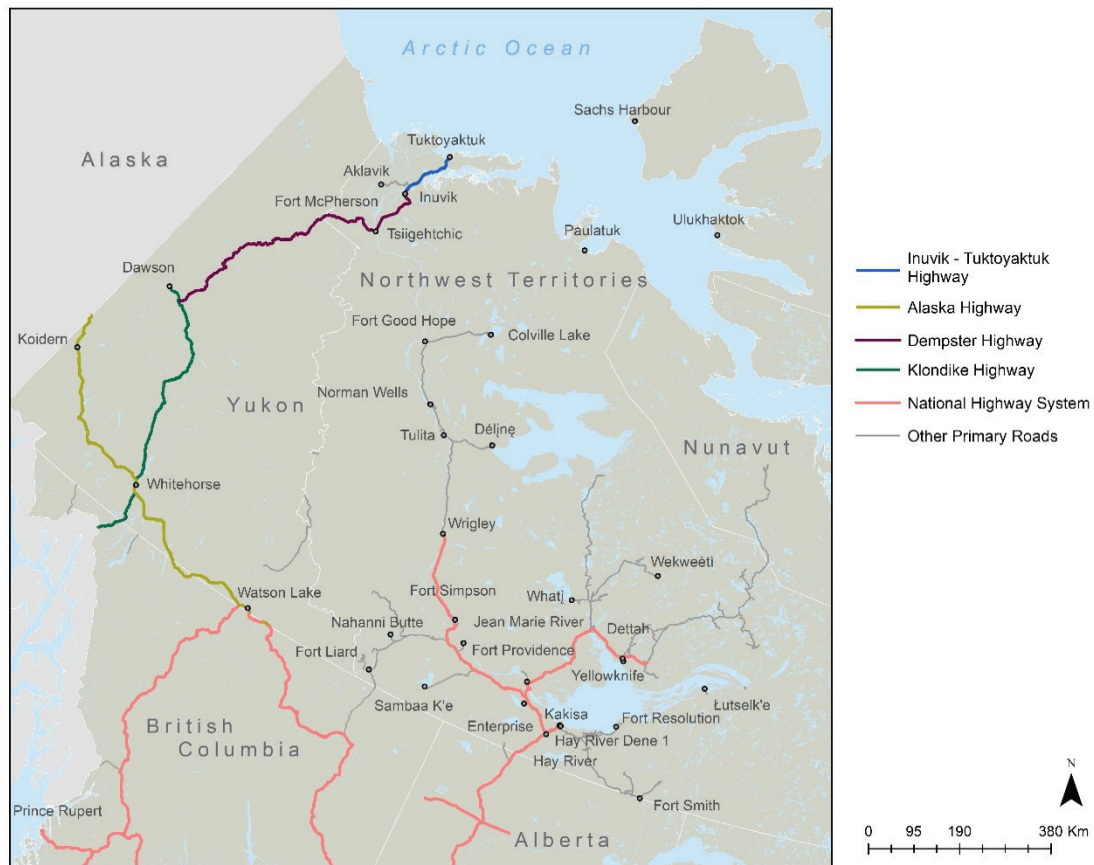 Arctic Ocean
Sachs Harbour
Tuktoyaktuk
Alaska
Aklavik
Inuvik
Fort McPherson
Tsiigehtchic
Paulatuk
Ulukhaktok
Dawson
Northwest Territories
Fort Good Hope
Colville Lake
Koidern
Norman Wells
Yukon
Tulita
Délı̨nę
Nunavut
Whitehorse
Wrigley
Wekweètì
Fort Simpson
Whatı̀
Watson Lake
Jean Marie River
Nahanni Butte
Dettah
Fort Liard
Fort Providence
Yellowknife
Sambaa K'e
Łutselk'e
Kakisa
Enterprise
Fort Resolution
British
Columbia
Hay River Dene 1
Hay River
Fort Smith
Prince Rupert
Alberta
Inuvik - Tuktoyaktuk
Highway
Alaska Highway
Dempster Highway
Klondike Highway
National Highway System
Other Primary Roads
N
0 95 190 380 Km